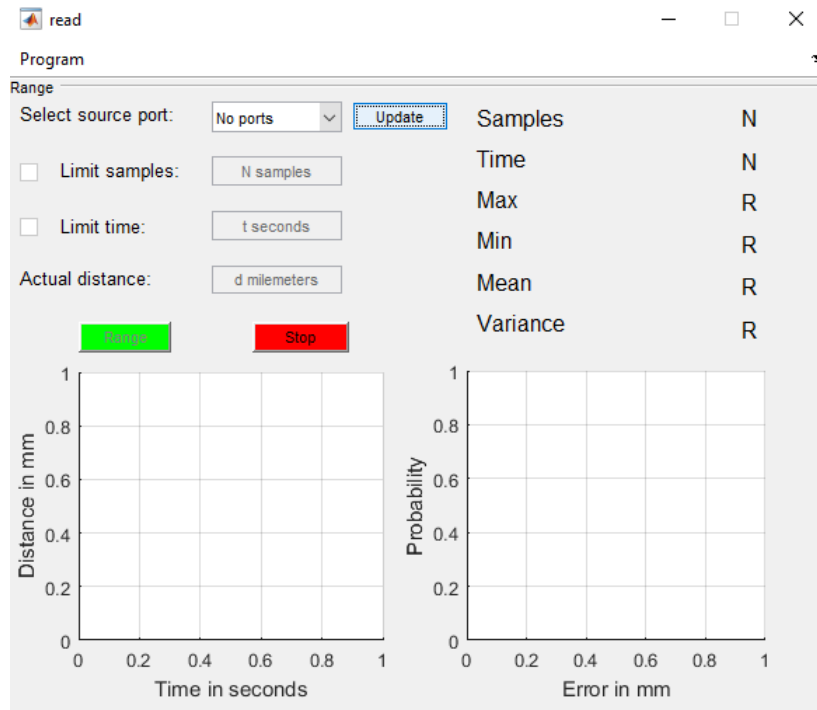 read
Program
Range
Select source port: No ports Update
Limit samples: N samples
Limit time: t seconds
Actual distance: d milemeters
Range Stop
Samples N
Time N
Max R
Min R
Mean R
Variance R
1
0.8
0.6
0.4
0.2
0
Distance in mm
0 0.2 0.4 0.6 0.8 1
Time in seconds
1
0.8
0.6
0.4
0.2
0
Probability
0 0.2 0.4 0.6 0.8 1
Error in mm